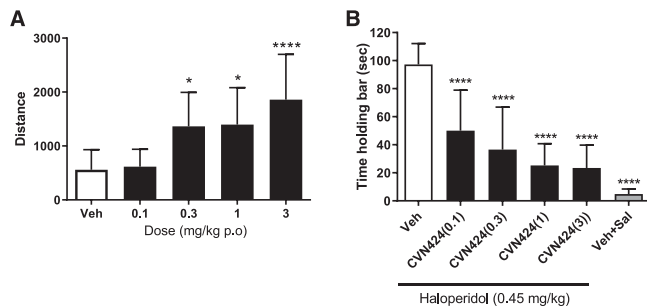 A
3000
2000
1000
0
Distance
*
*
****
Veh
0.1
0.3
1
3
Dose (mg/kg p.o)
B
120
100
80
60
40
20
0
Time holding bar (sec)
****
****
****
****
****
Veh
CVN424(0.1)
CVN424(0.3)
CVN424(1)
CVN424(3))
Veh+Sal
Haloperidol (0.45 mg/kg)